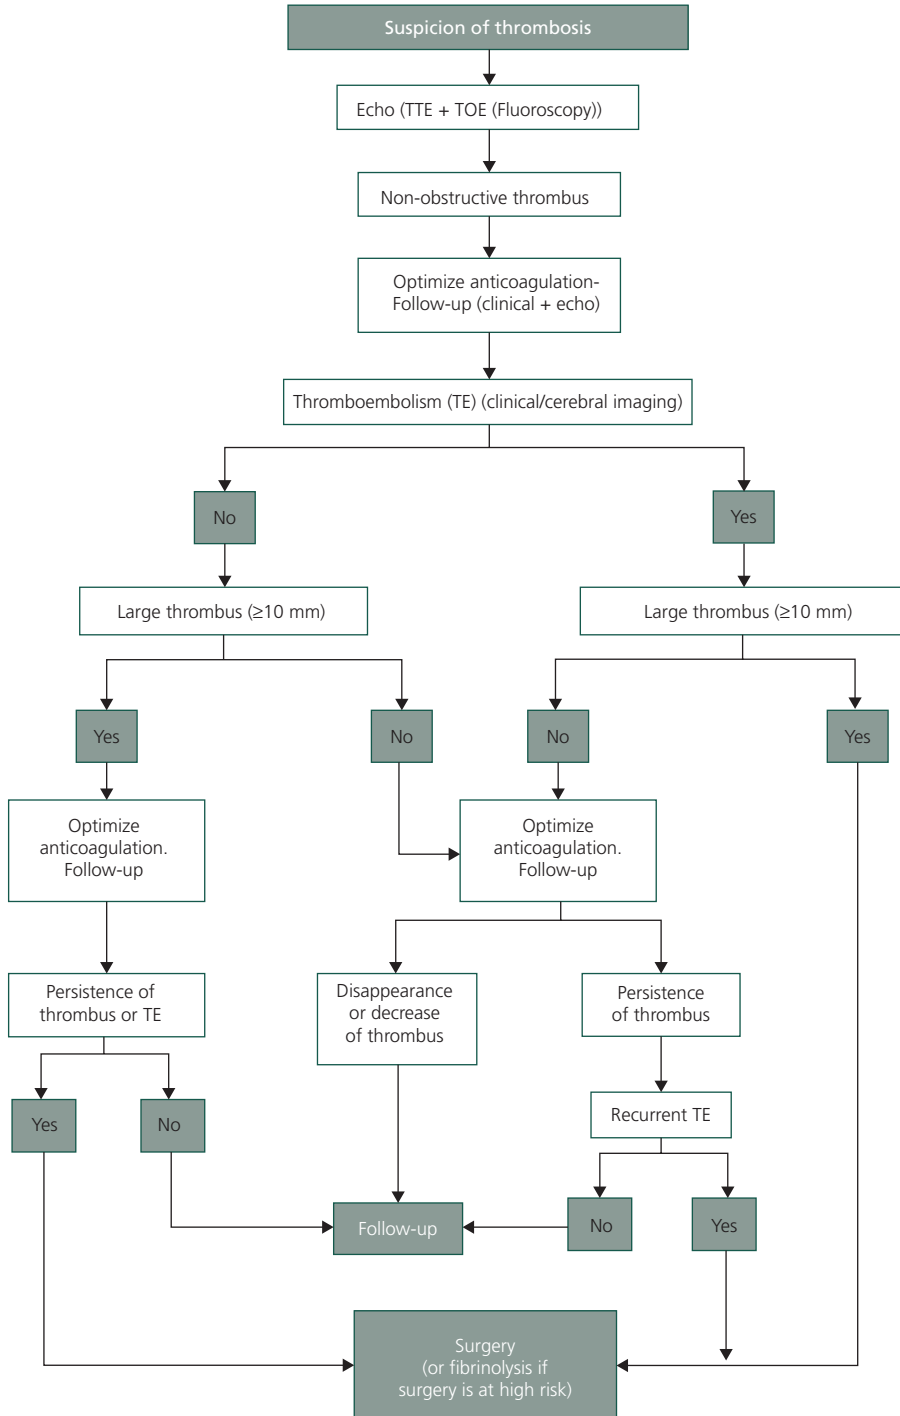 Suspicion of thrombosis
Echo (TTE + TOE (Fluoroscopy))
Non-obstructive thrombus
Optimize anticoagulation-
Follow-up (clinical + echo)
Thromboembolism (TE) (clinical/cerebral imaging)
No
Yes
Large thrombus (≥10 mm)
Large thrombus (≥10 mm)
Yes
No
No
Yes
Optimize
anticoagulation.
Follow-up
Optimize
anticoagulation.
Follow-up
Persistence of
thrombus or TE
Disappearance
or decrease
of thrombus
Persistence
of thrombus
Yes
No
Recurrent TE
Follow-up
No
Yes
Surgery
(or fibrinolysis if
surgery is at high risk)